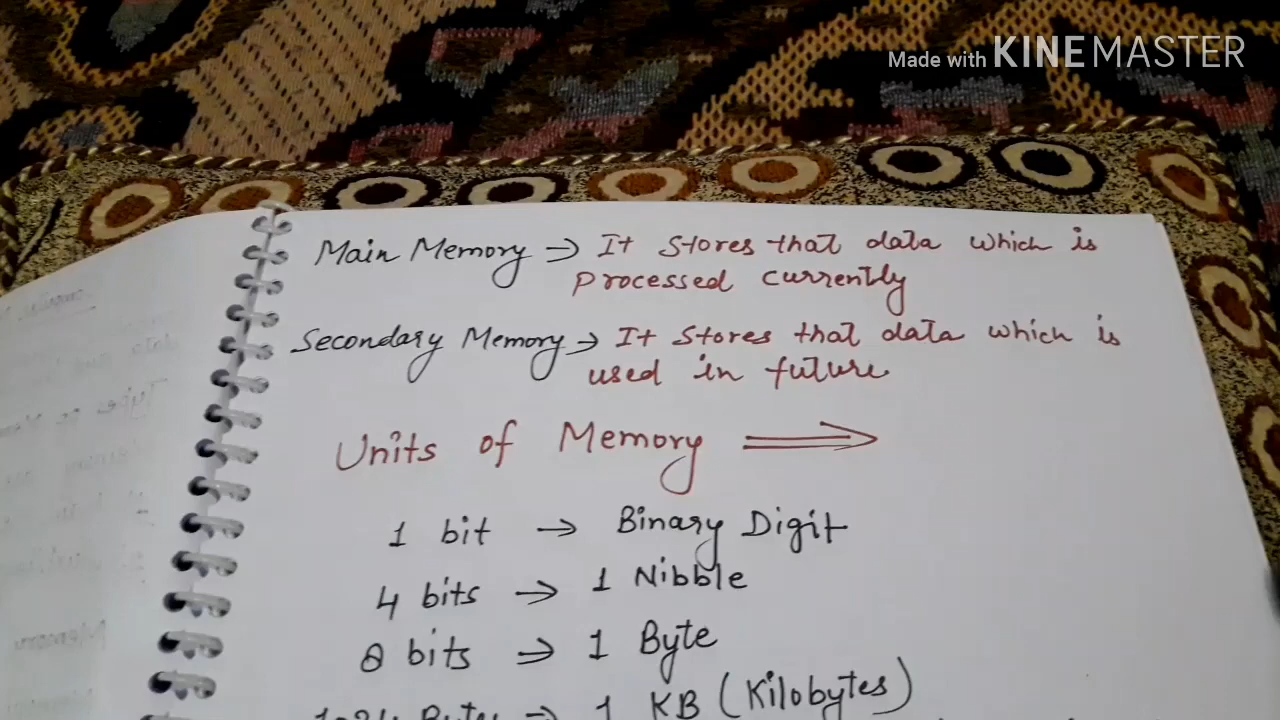 Made with KINEMASTER
Main Memory → It stores that data which is
processed currently
Secondary Memory → It stores that data which is
used in future
Units of Memory ⟹
1 bit → Binary Digit
4 bits → 1 Nibble
8 bits → 1 Byte
1024 Bytes → 1 KB (Kilobytes)